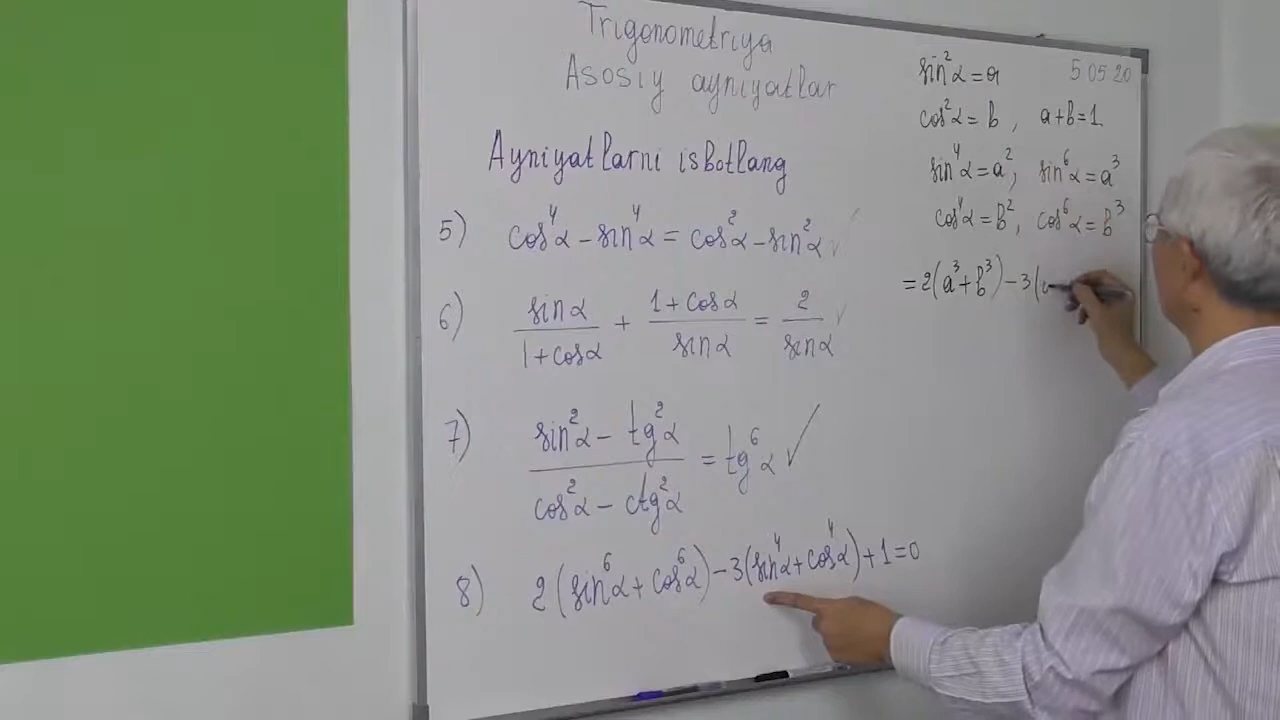 Trigonometriya
Asosiy ayniyatlar
Ayniyatlarni isbotlang
5) cos⁴α – sin⁴α = cos²α – sin²α ✓
6) sinα/(1+cosα) + (1+cosα)/sinα = 2/sinα ✓
7) (sin²α – tg²α)/(cos²α – ctg²α) = tg⁶α ✓
8) 2(sin⁶α + cos⁶α) – 3(sin⁴α + cos⁴α) + 1 = 0
5 05 20
sin²α = a
cos²α = b, a+b=1.
sin⁴α = a², sin⁶α = a³
cos⁴α = b², cos⁶α = b³
= 2(a³+b³) – 3(